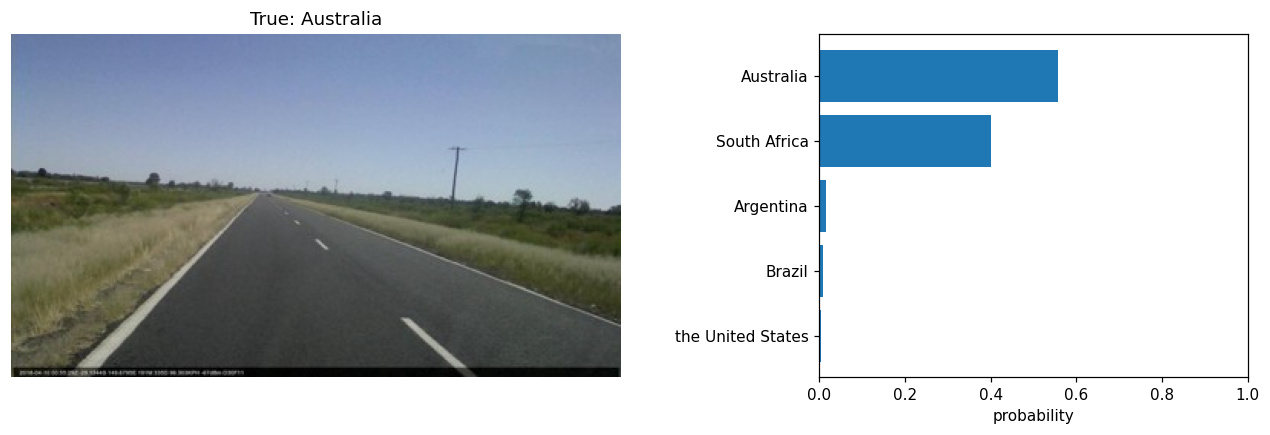 True: Australia
Australia
South Africa
Argentina
Brazil
the United States
0.0 0.2 0.4 0.6 0.8 1.0
probability